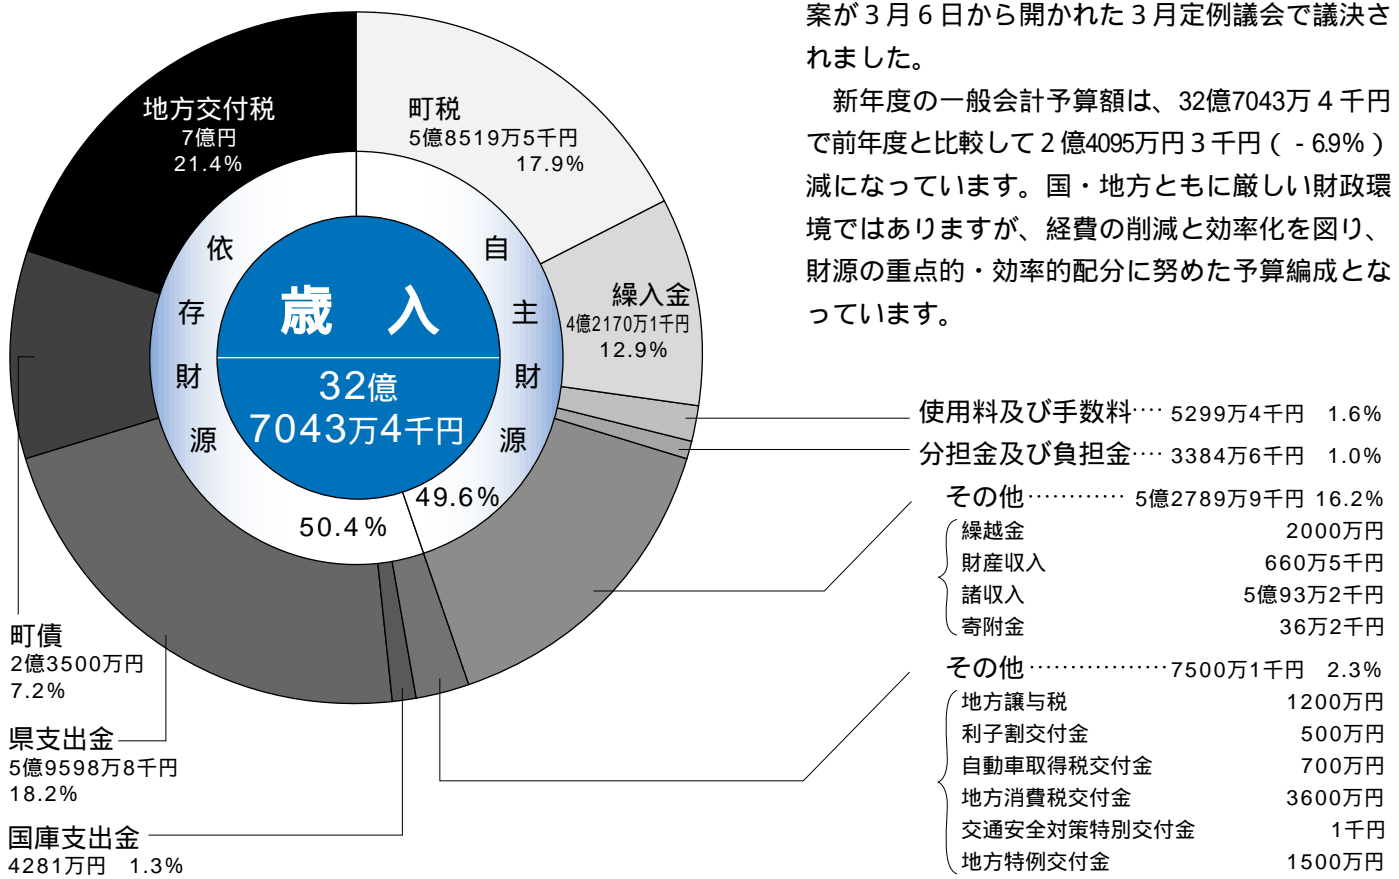 案が３月６日から開かれた３月定例議会で議決さ
れました。
　新年度の一般会計予算額は、32億7043万４千円
で前年度と比較して２億4095万円３千円（ - 6.9%）
減になっています。国・地方ともに厳しい財政環
境ではありますが、経費の削減と効率化を図り、
財源の重点的・効率的配分に努めた予算編成とな
っています。
地方交付税
7億円
21.4%
町税
5億8519万5千円
17.9%
繰入金
4億2170万1千円
12.9%
依存財源
自主財源
歳　入
32億
7043万4千円
49.6%
50.4%
使用料及び手数料…… 5299万4千円　1.6%
分担金及び負担金…… 3384万6千円　1.0%
その他………… 5億2789万9千円 16.2%
繰越金　2000万円
財産収入　660万5千円
諸収入　5億93万2千円
寄附金　36万2千円
その他………………7500万1千円　2.3%
地方譲与税　1200万円
利子割交付金　500万円
自動車取得税交付金　700万円
地方消費税交付金　3600万円
交通安全対策特別交付金　1千円
地方特例交付金　1500万円
町債
2億3500万円
7.2%
県支出金
5億9598万8千円
18.2%
国庫支出金
4281万円　1.3%